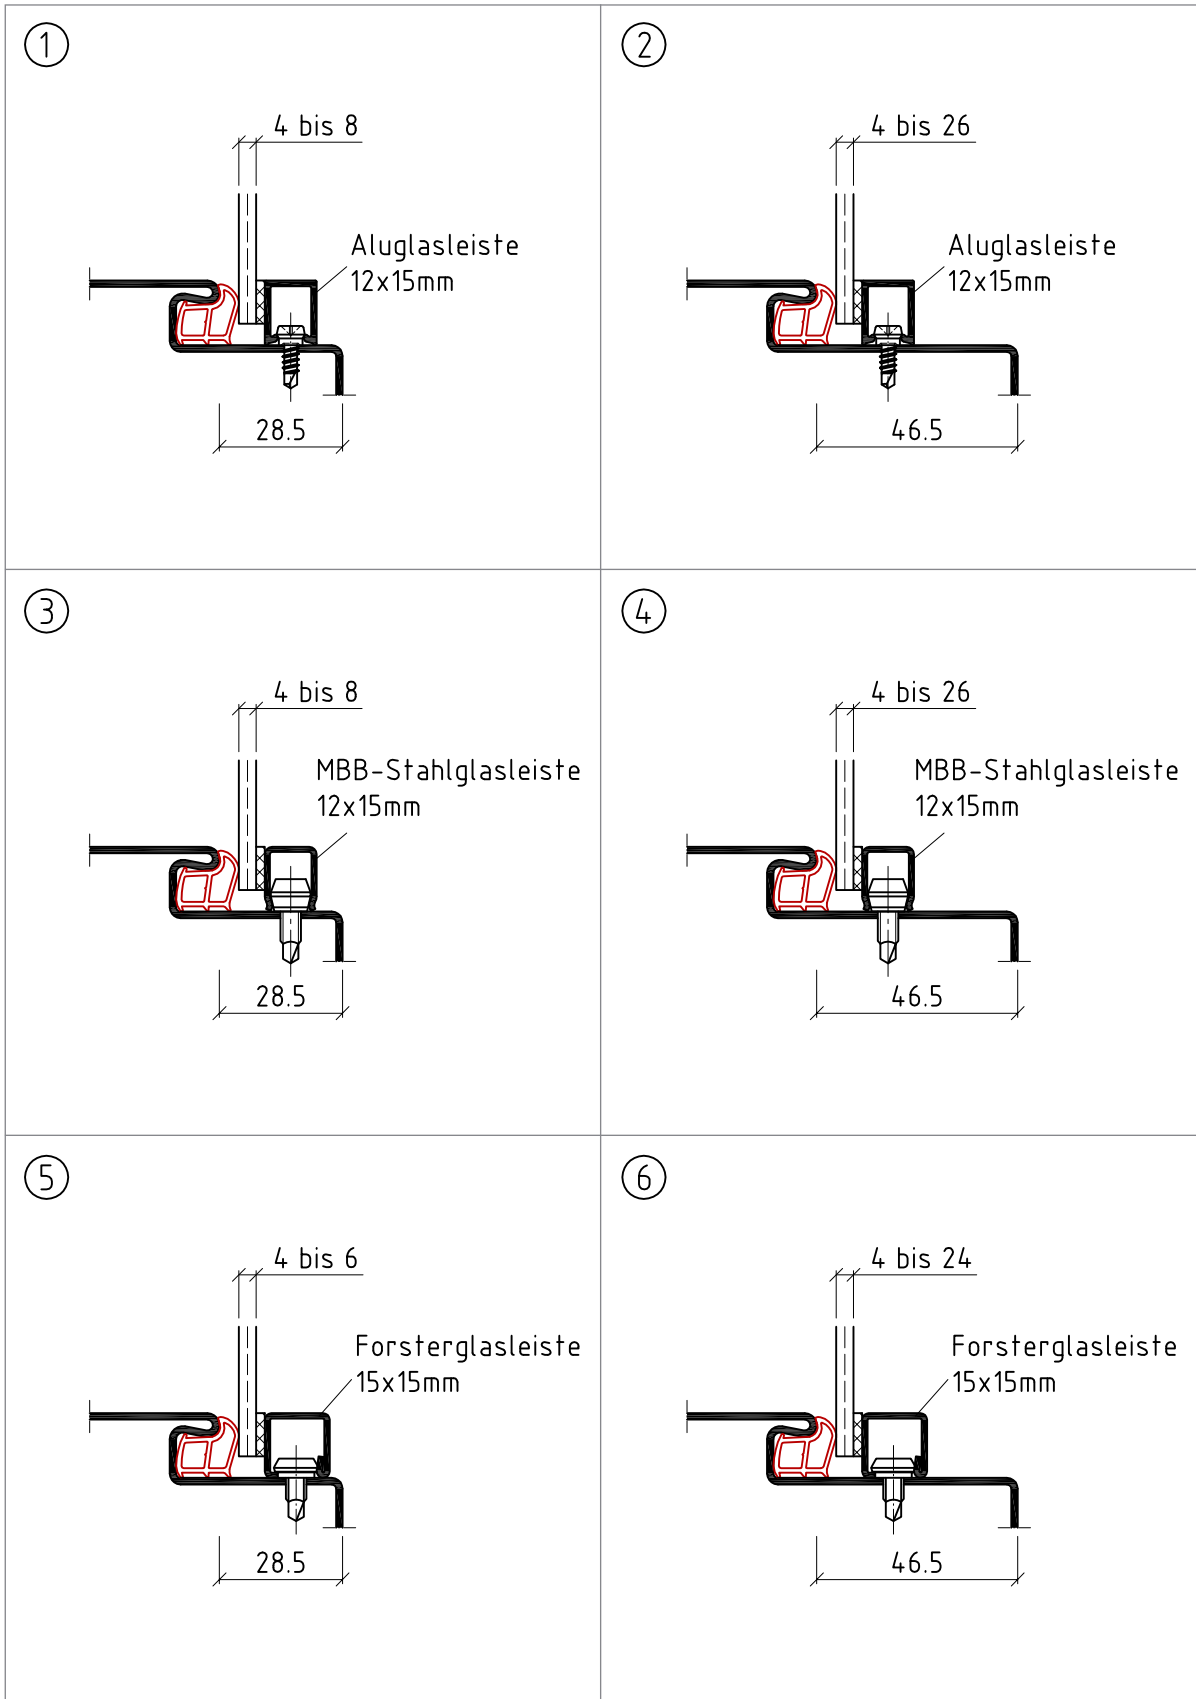 1
4 bis 8
Aluglasleiste
12x15mm
28.5
2
4 bis 26
Aluglasleiste
12x15mm
46.5
3
4 bis 8
MBB-Stahlglasleiste
12x15mm
28.5
4
4 bis 26
MBB-Stahlglasleiste
12x15mm
46.5
5
4 bis 6
Forsterglasleiste
15x15mm
28.5
6
4 bis 24
Forsterglasleiste
15x15mm
46.5